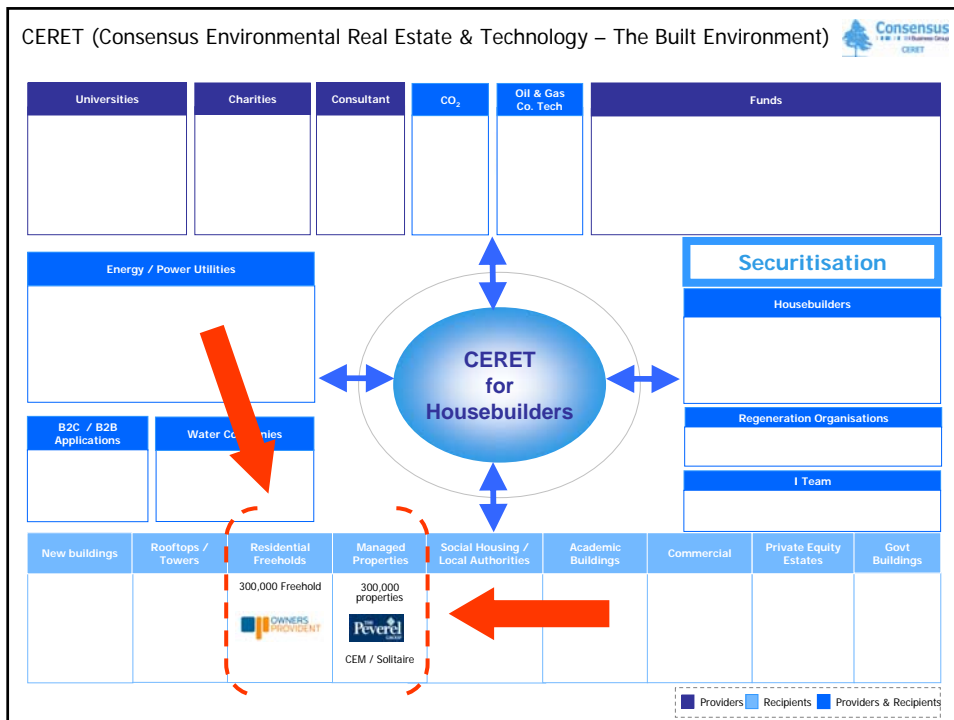 CERET (Consensus Environmental Real Estate & Technology – The Built Environment)
Consensus
Business Group
CERET
Universities
Charities
Consultant
CO₂
Oil & Gas
Co. Tech
Funds
Energy / Power Utilities
Securitisation
Housebuilders
CERET
for
Housebuilders
B2C / B2B
Applications
Water
Regeneration Organisations
I Team
New buildings
Rooftops /
Towers
Residential
Freeholds
Managed
Properties
Social Housing /
Local Authorities
Academic
Buildings
Commercial
Private Equity
Estates
Govt
Buildings
300,000 Freehold
OWNERS
PROVIDENT
300,000
properties
THE
Peverel
GROUP
CEM / Solitaire
Providers
Recipients
Providers & Recipients